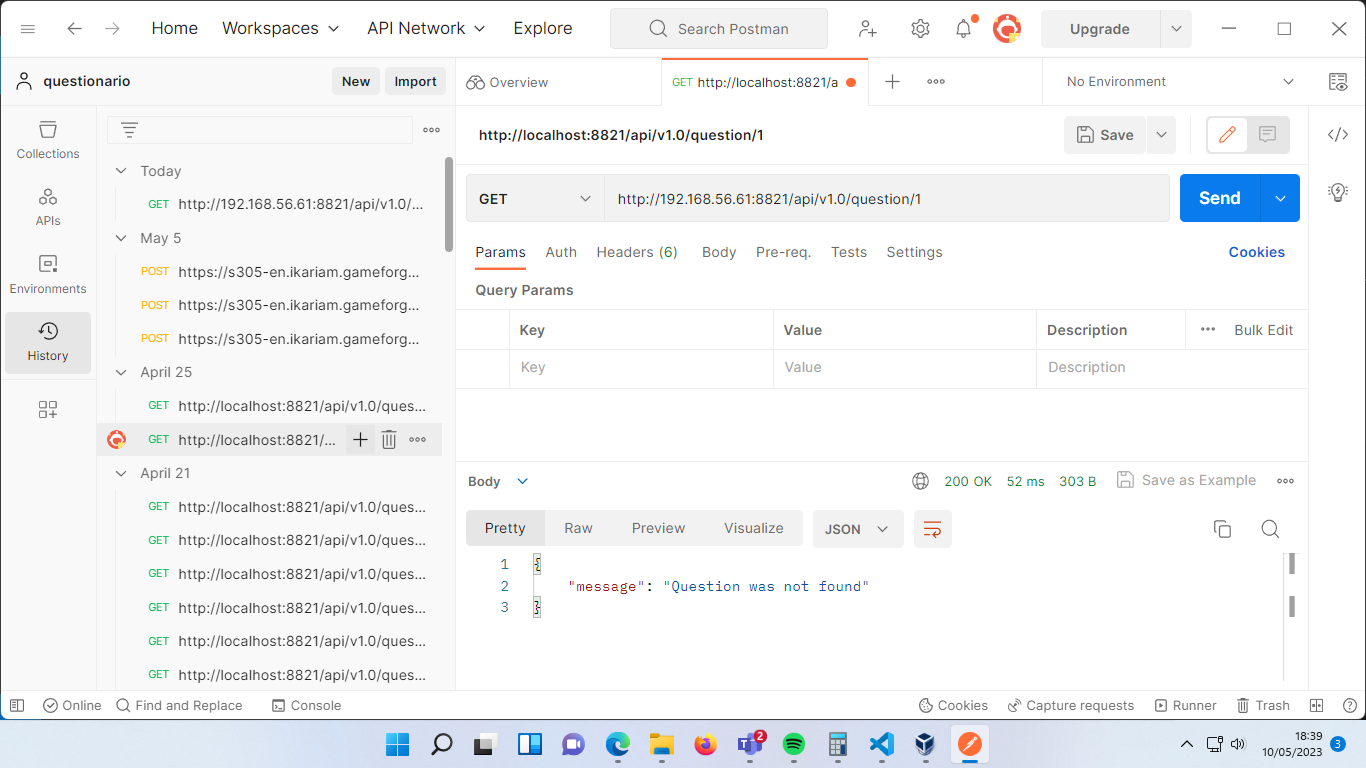 Home Workspaces API Network Explore Search Postman Upgrade
questionario New Import Overview GET http://localhost:8821/a No Environment
Collections
APIs
Environments
History
Today
GET http://192.168.56.61:8821/api/v1.0/...
May 5
POST https://s305-en.ikariam.gameforg...
POST https://s305-en.ikariam.gameforg...
POST https://s305-en.ikariam.gameforg...
April 25
GET http://localhost:8821/api/v1.0/ques...
GET http://localhost:8821/...
April 21
GET http://localhost:8821/api/v1.0/ques...
GET http://localhost:8821/api/v1.0/ques...
GET http://localhost:8821/api/v1.0/ques...
GET http://localhost:8821/api/v1.0/ques...
GET http://localhost:8821/api/v1.0/ques...
GET http://localhost:8821/api/v1.0/ques...
http://localhost:8821/api/v1.0/question/1 Save
GET http://192.168.56.61:8821/api/v1.0/question/1 Send
Params Auth Headers (6) Body Pre-req. Tests Settings Cookies
Query Params
Key Value Description Bulk Edit
Key Value Description
Body 200 OK 52 ms 303 B Save as Example
Pretty Raw Preview Visualize JSON
1 {
2 "message": "Question was not found"
3 }
Online Find and Replace Console Cookies Capture requests Runner Trash
2
18:39
10/05/2023 3